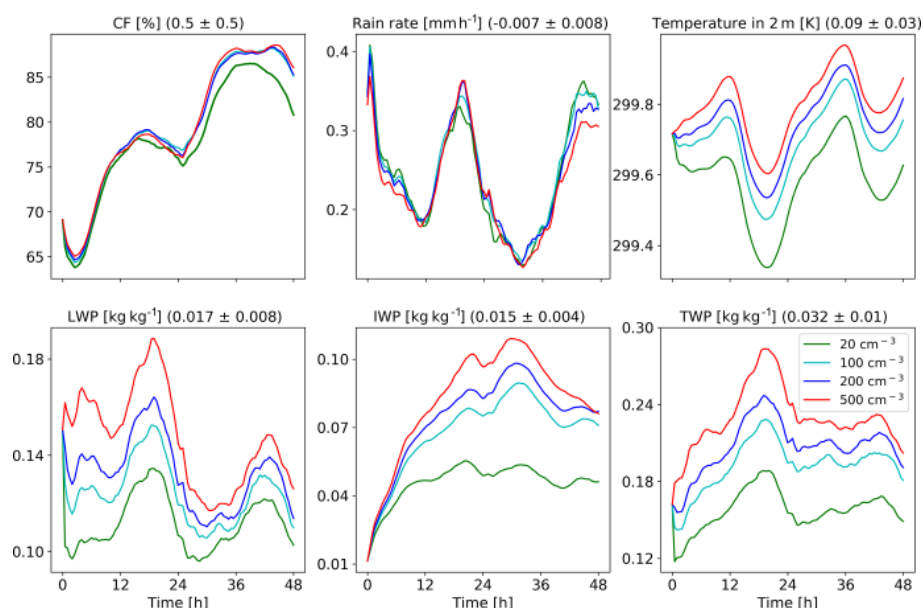 CF [%] (0.5 ± 0.5)
Rain rate [mm h⁻¹] (-0.007 ± 0.008)
Temperature in 2 m [K] (0.09 ± 0.03)
85
80
75
70
65
0.4
0.3
0.2
299.8
299.6
299.4
LWP [kg kg⁻¹] (0.017 ± 0.008)
IWP [kg kg⁻¹] (0.015 ± 0.004)
TWP [kg kg⁻¹] (0.032 ± 0.01)
0.18
0.14
0.10
0.10
0.07
0.04
0.01
0.30
0.24
0.18
0.12
20 cm⁻³
100 cm⁻³
200 cm⁻³
500 cm⁻³
0 12 24 36 48
0 12 24 36 48
0 12 24 36 48
Time [h]
Time [h]
Time [h]